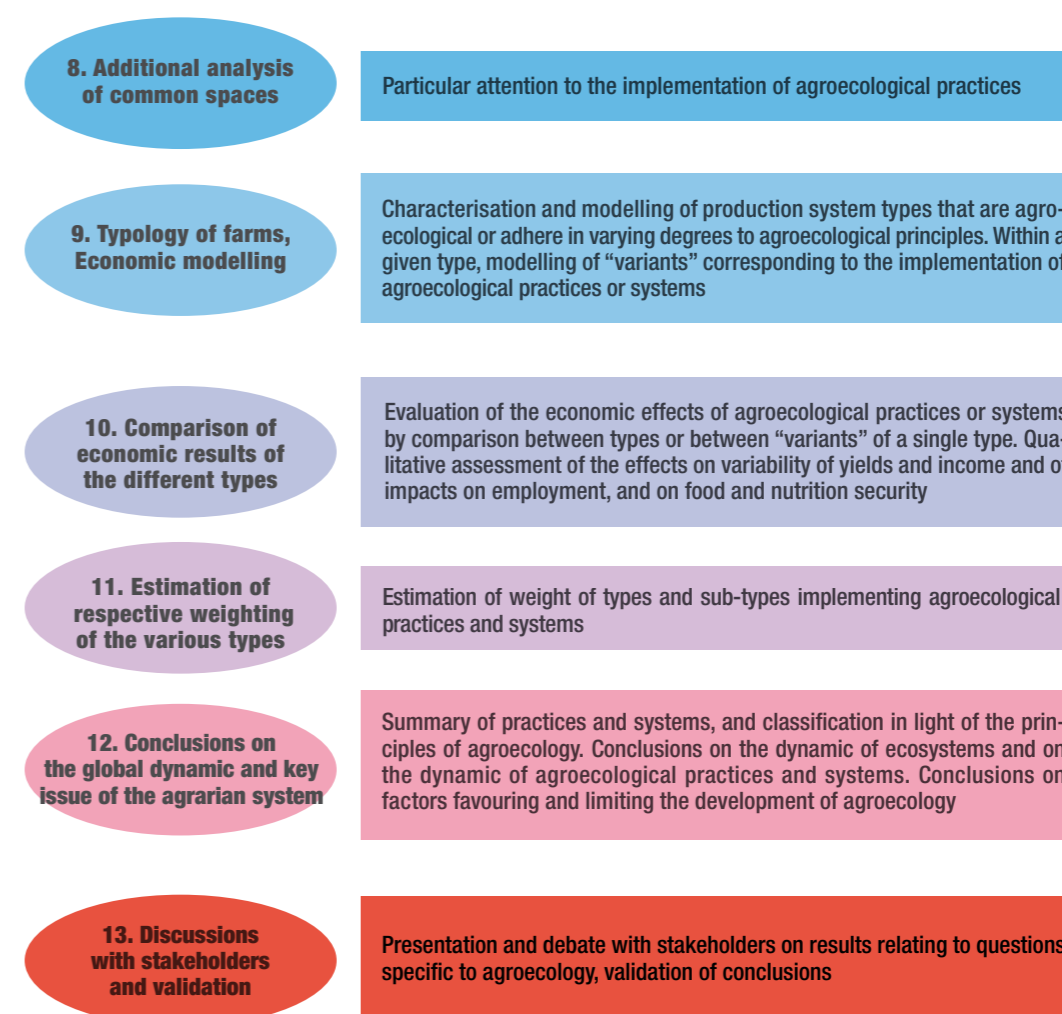 8. Additional analysis
of common spaces
Particular attention to the implementation of agroecological practices
9. Typology of farms,
Economic modelling
Characterisation and modelling of production system types that are agro-
ecological or adhere in varying degrees to agroecological principles. Within a
given type, modelling of “variants” corresponding to the implementation of
agroecological practices or systems
10. Comparison of
economic results of
the different types
Evaluation of the economic effects of agroecological practices or systems
by comparison between types or between “variants” of a single type. Qua-
litative assessment of the effects on variability of yields and income and of
impacts on employment, and on food and nutrition security
11. Estimation of
respective weighting
of the various types
Estimation of weight of types and sub-types implementing agroecological
practices and systems
12. Conclusions on
the global dynamic and key
issue of the agrarian system
Summary of practices and systems, and classification in light of the prin-
ciples of agroecology. Conclusions on the dynamic of ecosystems and on
the dynamic of agroecological practices and systems. Conclusions on
factors favouring and limiting the development of agroecology
13. Discussions
with stakeholders
and validation
Presentation and debate with stakeholders on results relating to questions
specific to agroecology, validation of conclusions